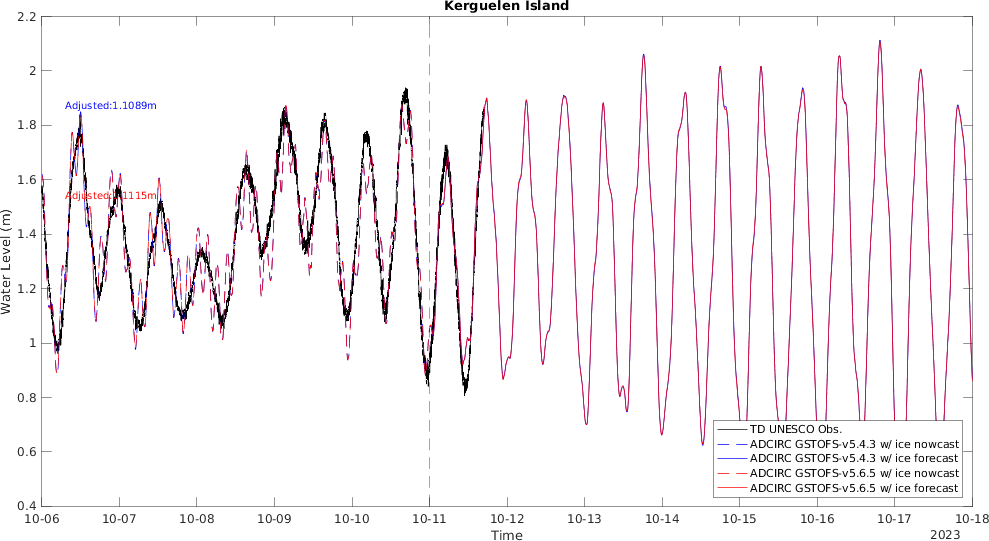 Kerguelen Island
2.2
2
1.8
1.6
1.4
1.2
1
0.8
0.6
0.4
Water Level (m)
Adjusted:1.1089m
Adjusted:1.1115m
TD UNESCO Obs.
ADCIRC GSTOFS-v5.4.3 w/ ice nowcast
ADCIRC GSTOFS-v5.4.3 w/ ice forecast
ADCIRC GSTOFS-v5.6.5 w/ ice nowcast
ADCIRC GSTOFS-v5.6.5 w/ ice forecast
10-06 10-07 10-08 10-09 10-10 10-11 10-12 10-13 10-14 10-15 10-16 10-17 10-18
Time
2023